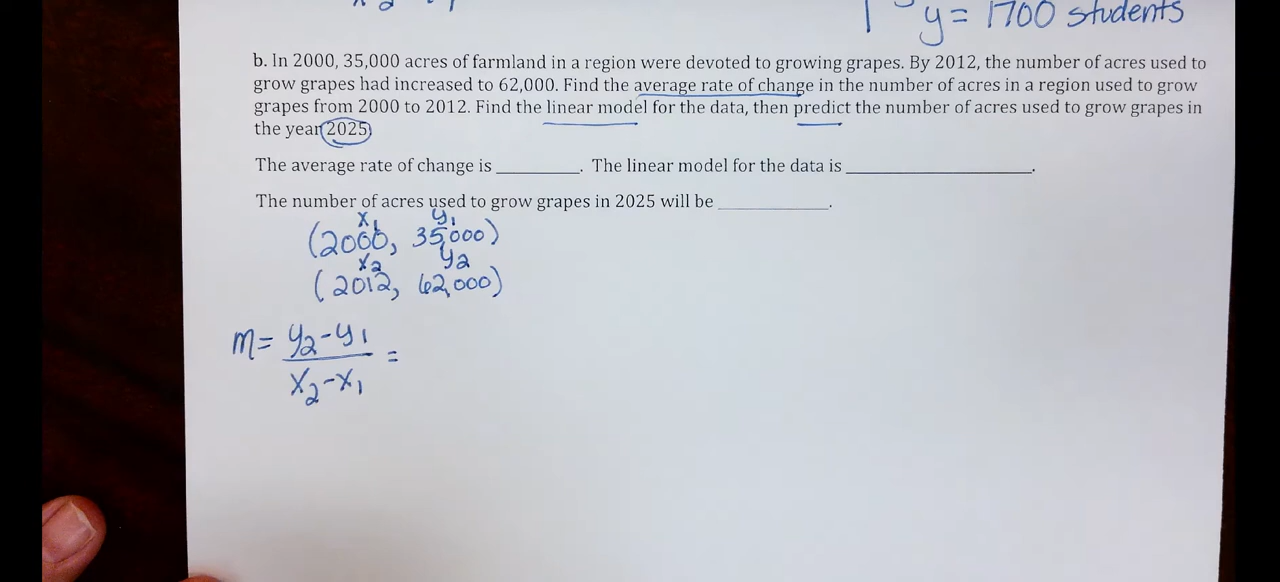 y = 1700 students
b. In 2000, 35,000 acres of farmland in a region were devoted to growing grapes. By 2012, the number of acres used to
grow grapes had increased to 62,000. Find the average rate of change in the number of acres in a region used to grow
grapes from 2000 to 2012. Find the linear model for the data, then predict the number of acres used to grow grapes in
the year 2025
The average rate of change is ________. The linear model for the data is ____________________.
The number of acres used to grow grapes in 2025 will be ___________.
x₁ y₁
(2000, 35,000)
x₂ y₂
(2012, 62,000)
m = y₂-y₁ =
x₂-x₁